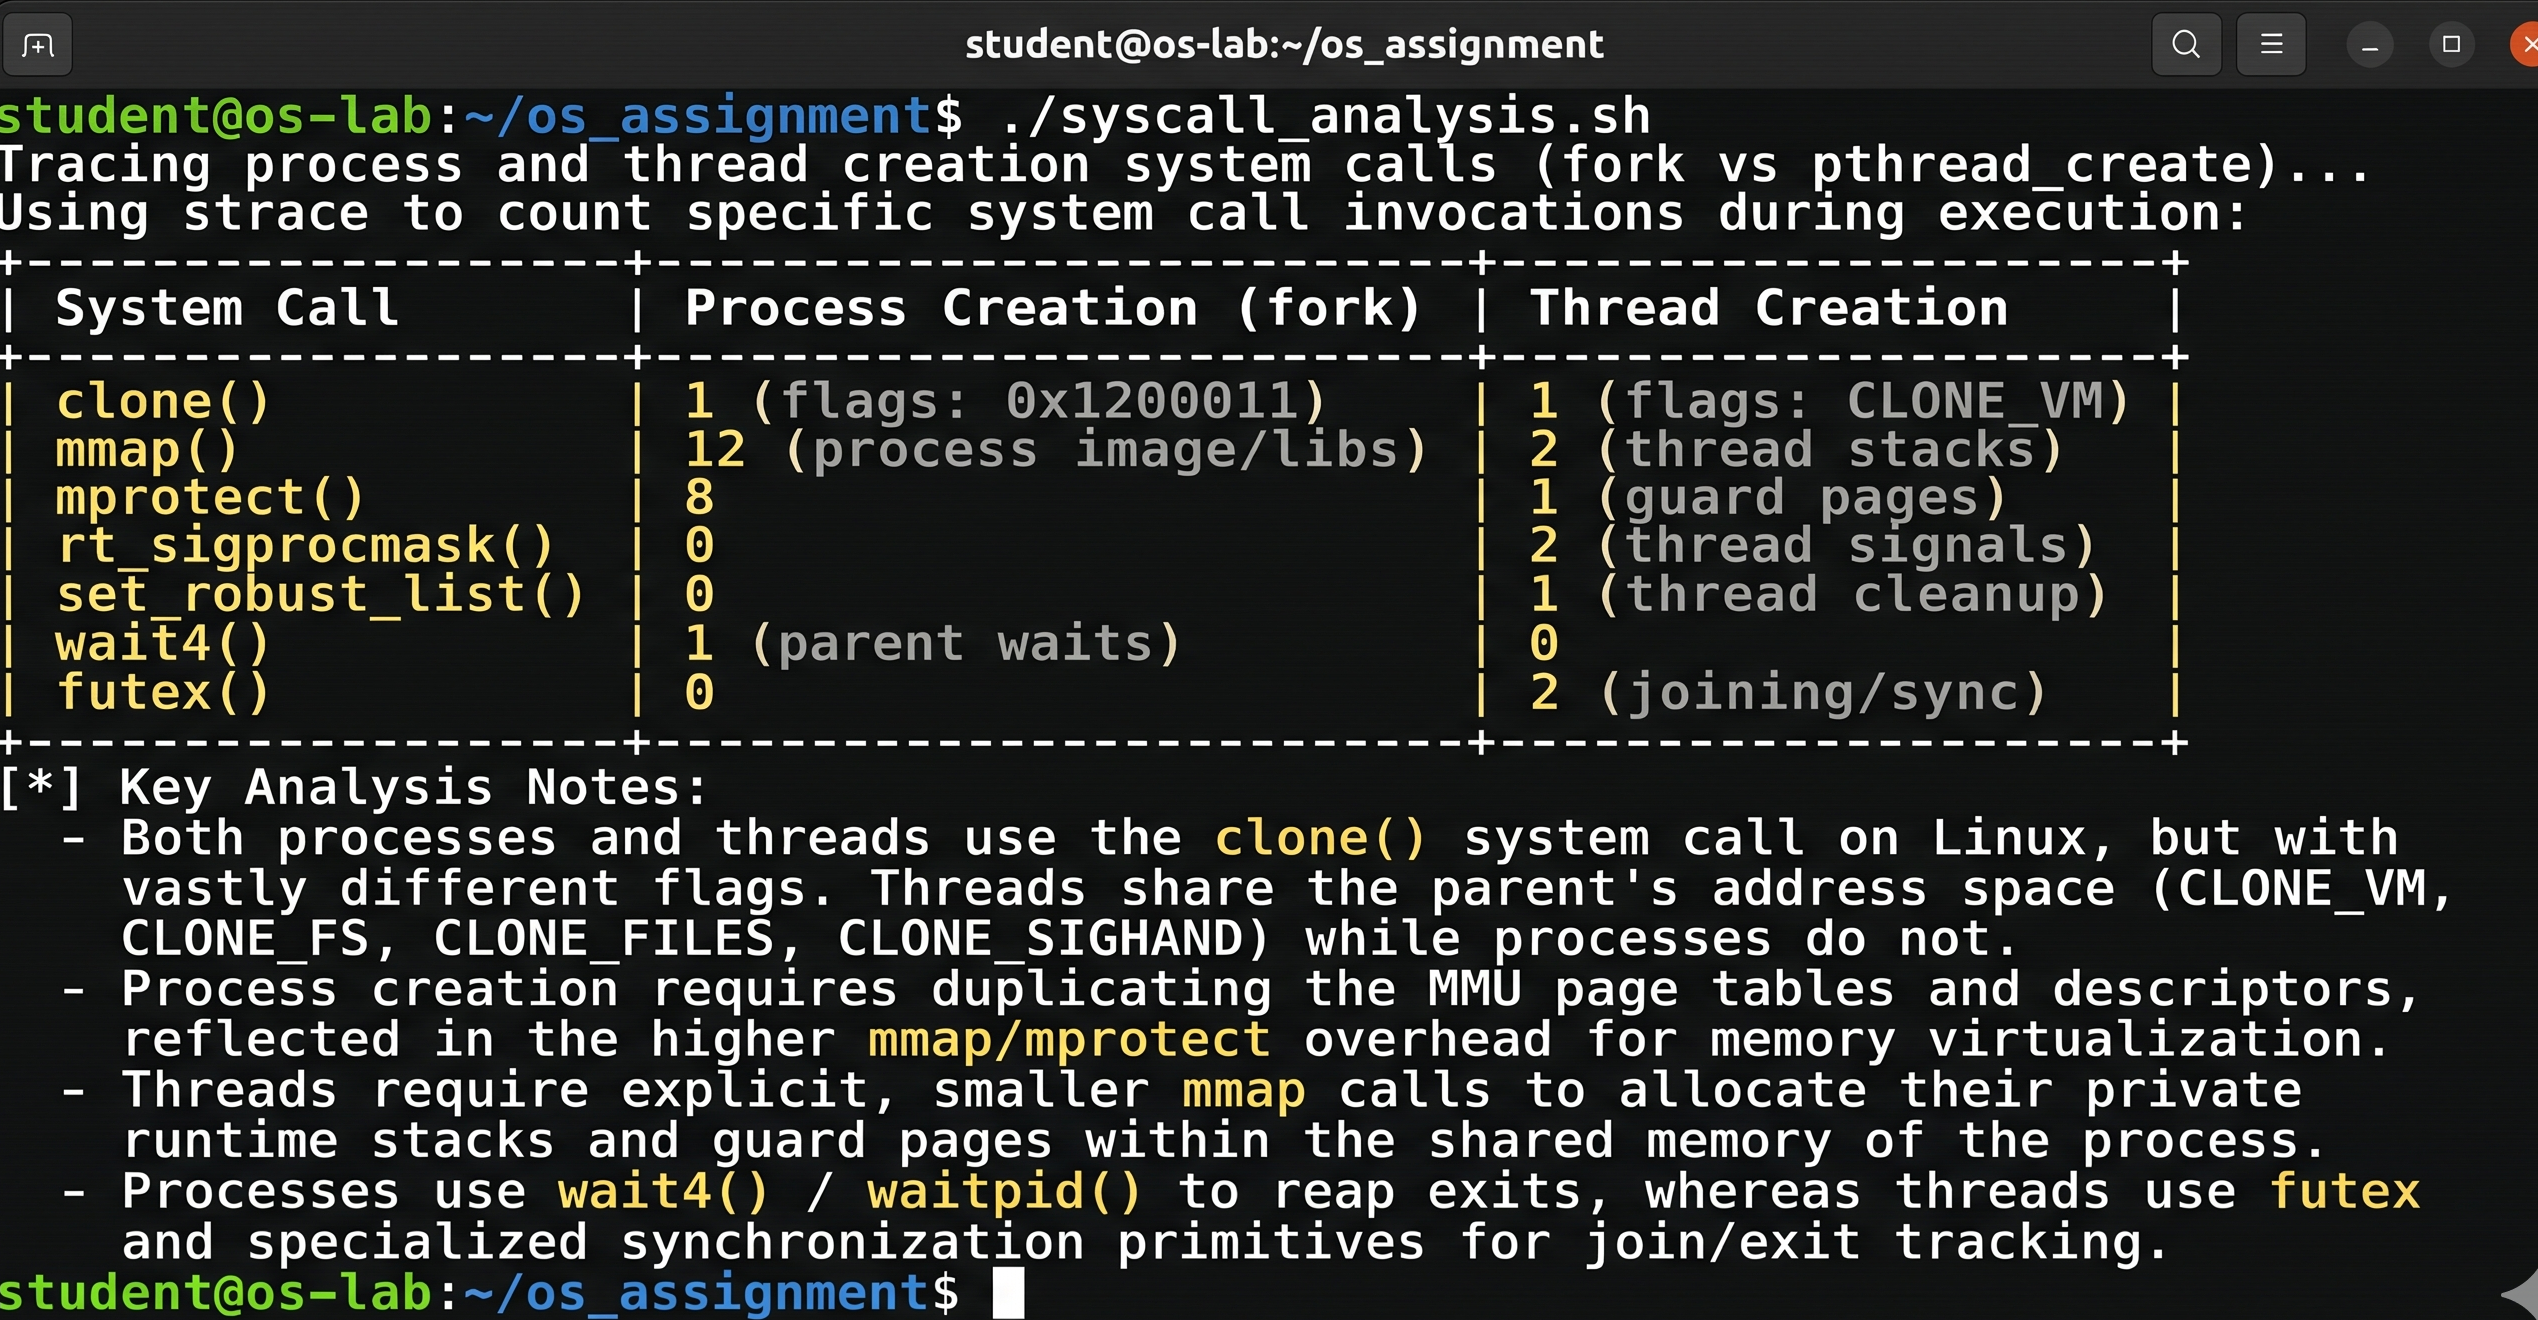 student@os-lab:~/os_assignment
student@os-lab:~/os_assignment$ ./syscall_analysis.sh
Tracing process and thread creation system calls (fork vs pthread_create)...
Using strace to count specific system call invocations during execution:
+-------------------+--------------------------+---------------------+
| System Call | Process Creation (fork) | Thread Creation |
+-------------------+--------------------------+---------------------+
| clone() | 1 (flags: 0x1200011) | 1 (flags: CLONE_VM) |
| mmap() | 12 (process image/libs) | 2 (thread stacks) |
| mprotect() | 8 | 1 (guard pages) |
| rt_sigprocmask() | 0 | 2 (thread signals) |
| set_robust_list() | 0 | 1 (thread cleanup) |
| wait4() | 1 (parent waits) | 0 |
| futex() | 0 | 2 (joining/sync) |
+-------------------+--------------------------+---------------------+
[*] Key Analysis Notes:
- Both processes and threads use the clone() system call on Linux, but with
vastly different flags. Threads share the parent's address space (CLONE_VM,
CLONE_FS, CLONE_FILES, CLONE_SIGHAND) while processes do not.
- Process creation requires duplicating the MMU page tables and descriptors,
reflected in the higher mmap/mprotect overhead for memory virtualization.
- Threads require explicit, smaller mmap calls to allocate their private
runtime stacks and guard pages within the shared memory of the process.
- Processes use wait4() / waitpid() to reap exits, whereas threads use futex
and specialized synchronization primitives for join/exit tracking.
student@os-lab:~/os_assignment$